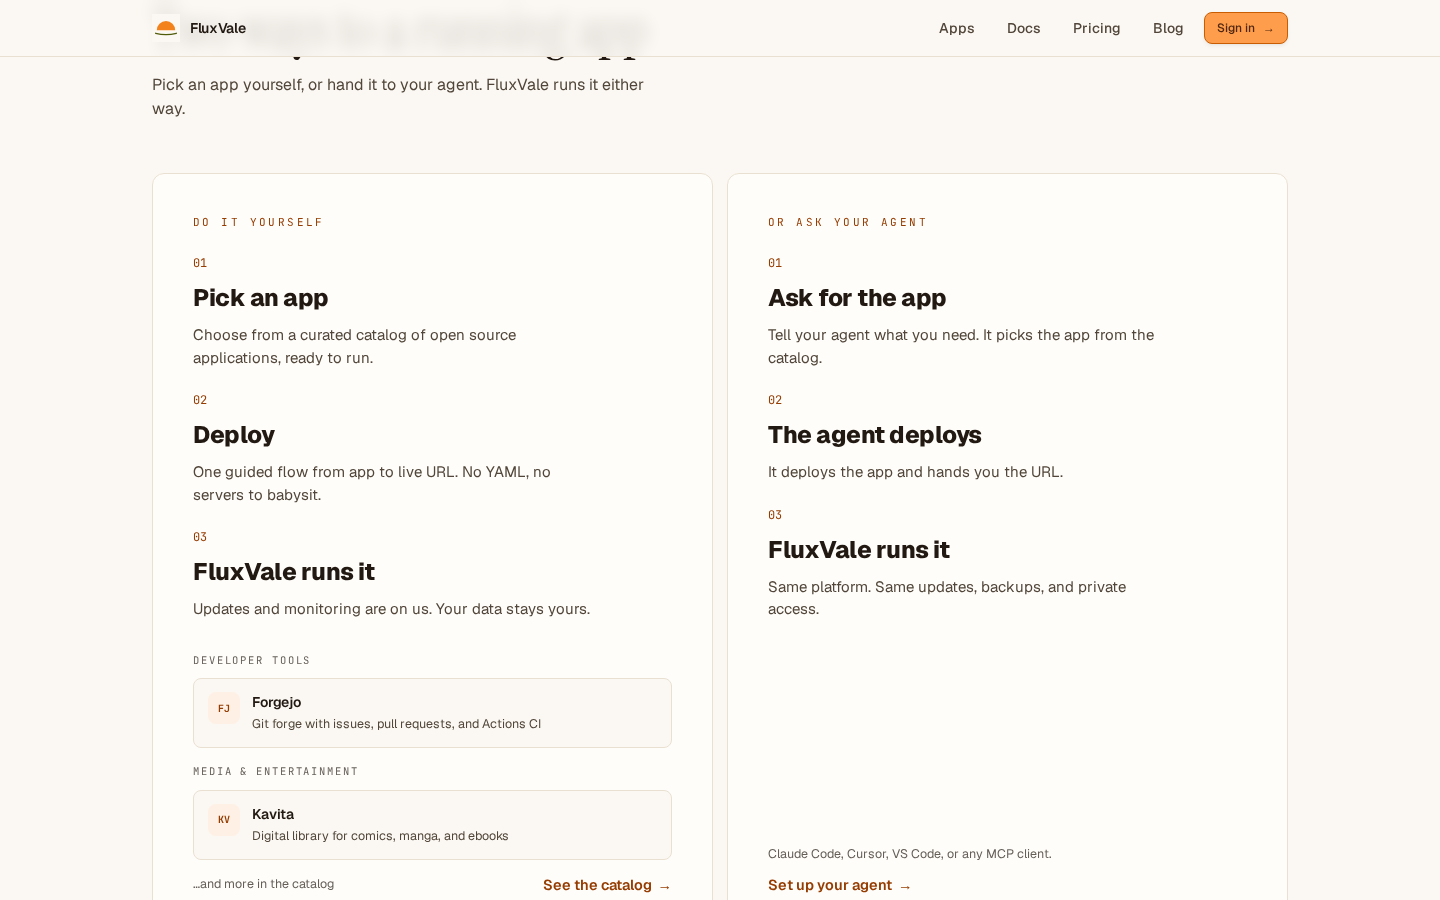 FluxVale
Apps
Docs
Pricing
Blog
Sign in →
Pick an app yourself, or hand it to your agent. FluxVale runs it either
way.
DO IT YOURSELF
01
Pick an app
Choose from a curated catalog of open source
applications, ready to run.
02
Deploy
One guided flow from app to live URL. No YAML, no
servers to babysit.
03
FluxVale runs it
Updates and monitoring are on us. Your data stays yours.
DEVELOPER TOOLS
FJ
Forgejo
Git forge with issues, pull requests, and Actions CI
MEDIA & ENTERTAINMENT
KV
Kavita
Digital library for comics, manga, and ebooks
...and more in the catalog
See the catalog →
OR ASK YOUR AGENT
01
Ask for the app
Tell your agent what you need. It picks the app from the
catalog.
02
The agent deploys
It deploys the app and hands you the URL.
03
FluxVale runs it
Same platform. Same updates, backups, and private
access.
Claude Code, Cursor, VS Code, or any MCP client.
Set up your agent →